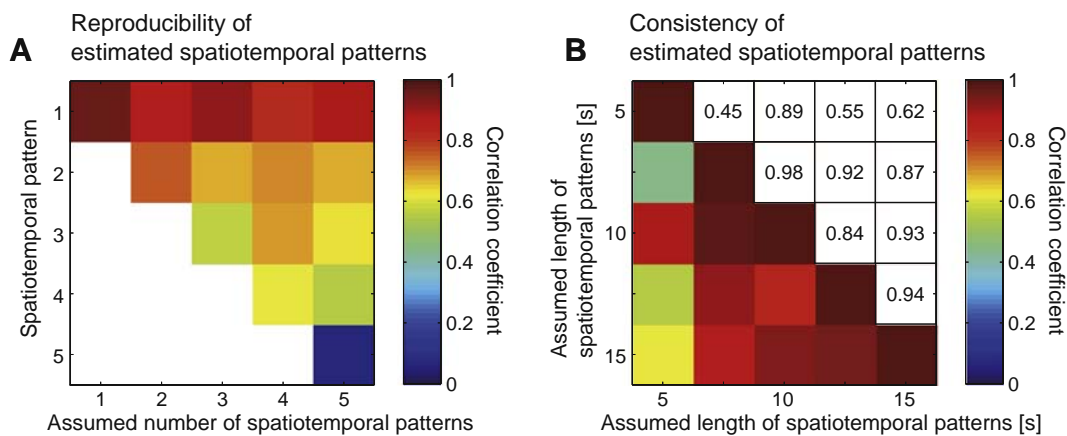 A
Reproducibility of
estimated spatiotemporal patterns
Spatiotemporal pattern
1
2
3
4
5
1 2 3 4 5
Assumed number of spatiotemporal patterns
1
0.8
0.6
0.4
0.2
0
Correlation coefficient
B
Consistency of
estimated spatiotemporal patterns
Assumed length of
spatiotemporal patterns [s]
5
10
15
0.45 0.89 0.55 0.62
0.98 0.92 0.87
0.84 0.93
0.94
5 10 15
Assumed length of spatiotemporal patterns [s]
1
0.8
0.6
0.4
0.2
0
Correlation coefficient